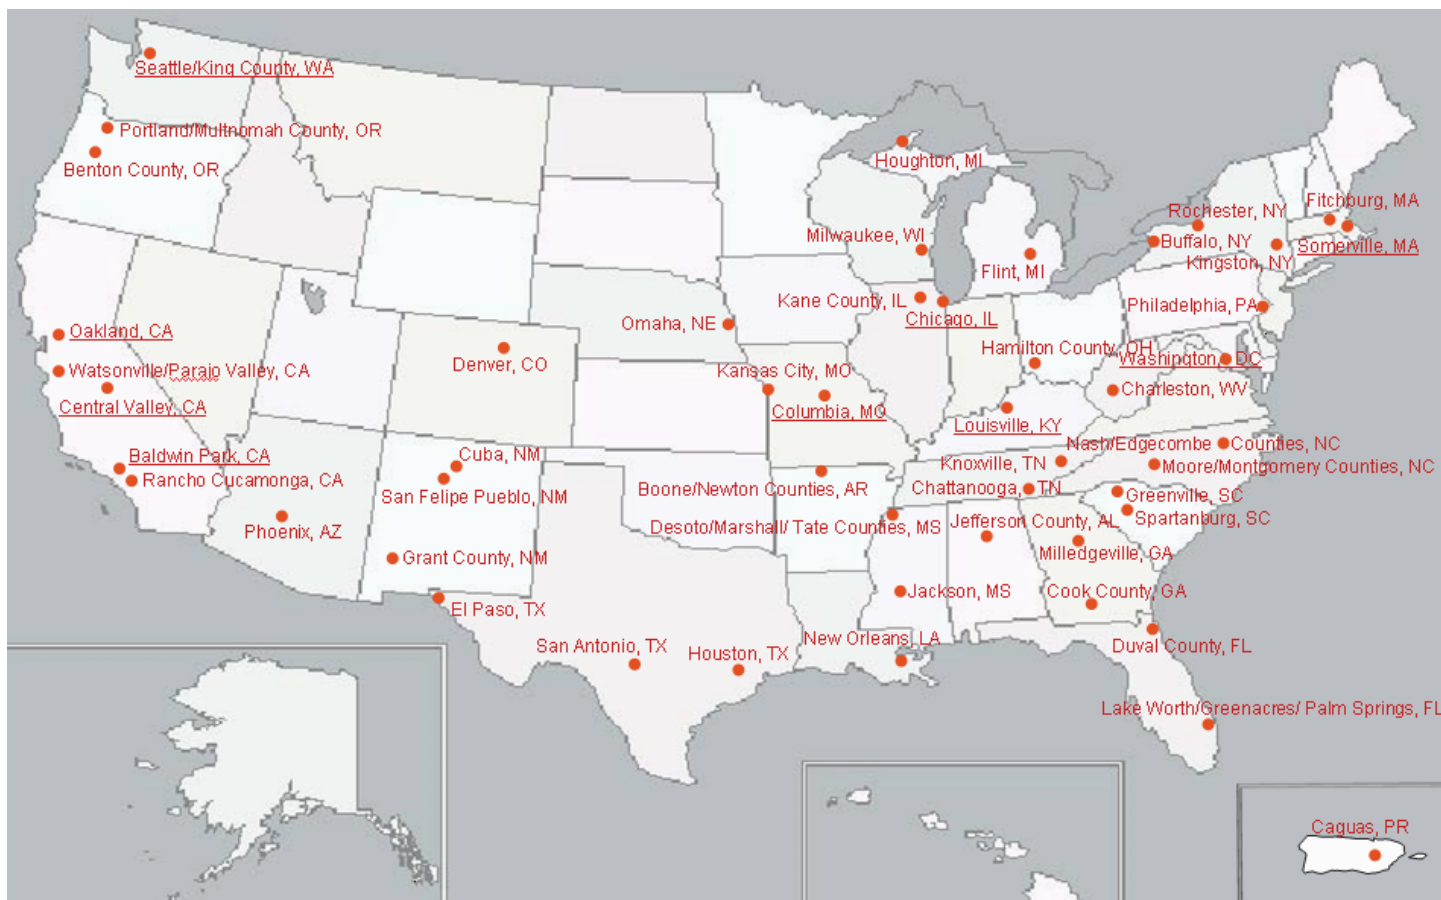 Seattle/King County, WA
Portland/Multnomah County, OR
Benton County, OR
Houghton, MI
Fitchburg, MA
Rochester, NY
Milwaukee, WI
Buffalo, NY
Somerville, MA
Flint, MI
Kingston, NY
Kane County, IL
Philadelphia, PA
Chicago, IL
Omaha, NE
Oakland, CA
Hamilton County, OH
Washington, DC
Denver, CO
Watsonville/Parajo Valley, CA
Kansas City, MO
Charleston, WV
Central Valley, CA
Columbia, MO
Louisville, KY
Nash/Edgecombe Counties, NC
Baldwin Park, CA
Cuba, NM
Knoxville, TN
Moore/Montgomery Counties, NC
Rancho Cucamonga, CA
San Felipe Pueblo, NM
Boone/Newton Counties, AR
Chattanooga, TN
Greenville, SC
Phoenix, AZ
Desoto/Marshall/ Tate Counties, MS
Jefferson County, AL
Spartanburg, SC
Milledgeville, GA
Grant County, NM
Jackson, MS
Cook County, GA
El Paso, TX
San Antonio, TX
Houston, TX
New Orleans, LA
Duval County, FL
Lake Worth/Greenacres/ Palm Springs, FL
Caguas, PR